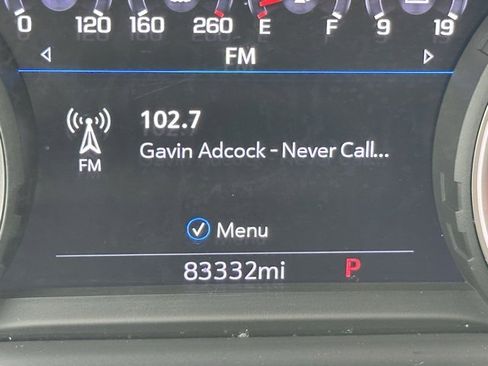 0 120 160 260 E F 9 19
FM
102.7
FM
Gavin Adcock - Never Call...
Menu
83332mi P